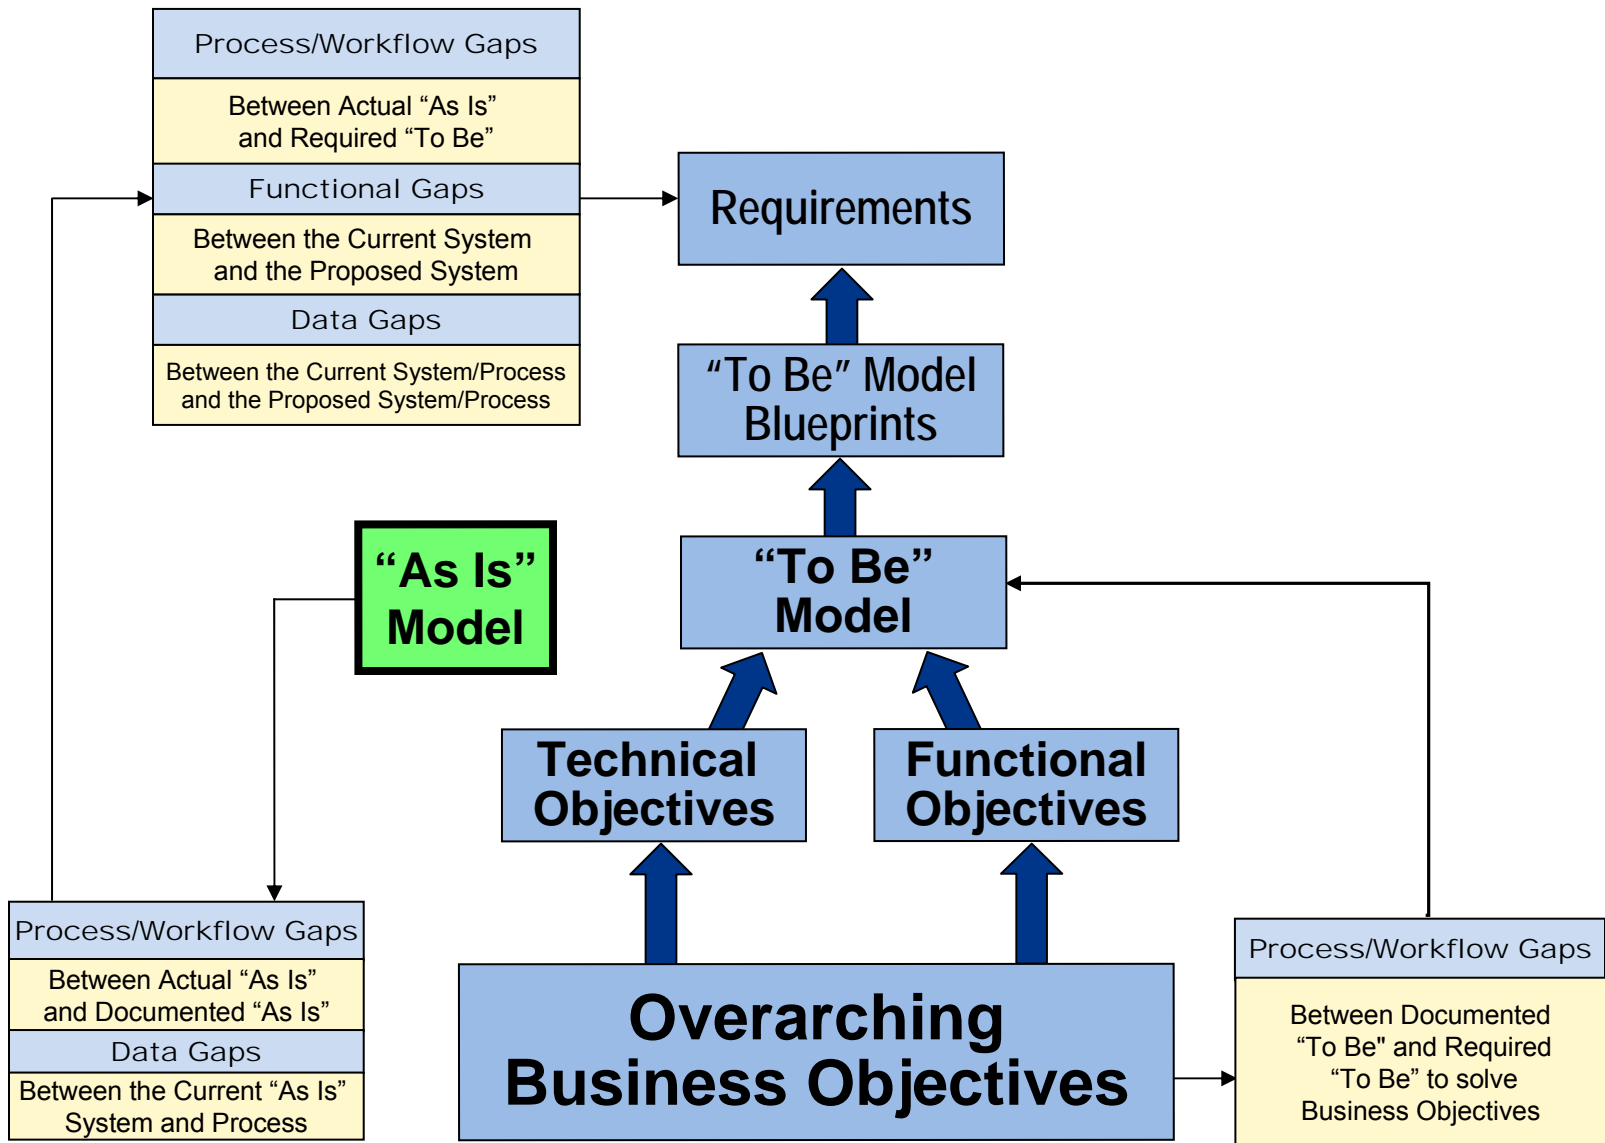 Process/Workflow Gaps
Between Actual “As Is”
and Required “To Be”
Functional Gaps
Between the Current System
and the Proposed System
Data Gaps
Between the Current System/Process
and the Proposed System/Process
Requirements
“To Be” Model
Blueprints
“As Is”
Model
“To Be”
Model
Technical
Objectives
Functional
Objectives
Process/Workflow Gaps
Between Actual “As Is”
and Documented “As Is”
Data Gaps
Between the Current “As Is”
System and Process
Overarching
Business Objectives
Process/Workflow Gaps
Between Documented
“To Be" and Required
“To Be” to solve
Business Objectives